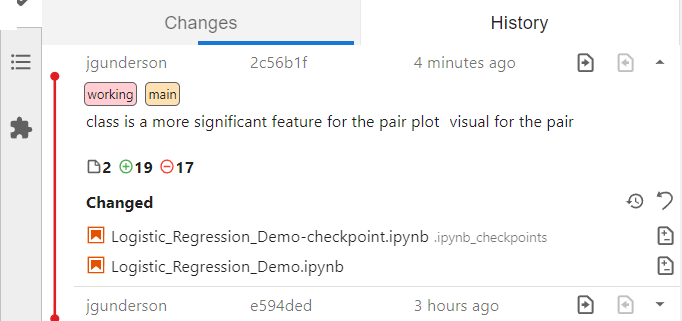 Changes History
jgunderson 2c56b1f 4 minutes ago
working main
class is a more significant feature for the pair plot  visual for the pair
2 19 17
Changed
Logistic_Regression_Demo-checkpoint.ipynb .ipynb_checkpoints
Logistic_Regression_Demo.ipynb
jgunderson e594ded 3 hours ago